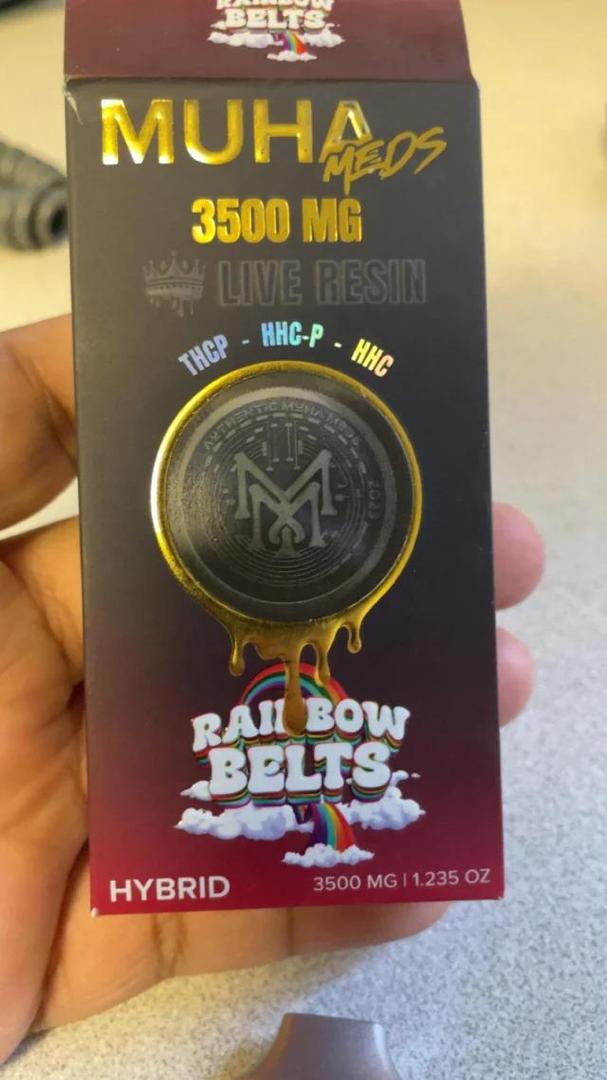 RAINBOW
BELTS
MUHA
MEDS
3500 MG
LIVE RESIN
THCP - HHC-P - HHC
AUTHENTIC MUHA MEDS
2023
RAINBOW
BELTS
HYBRID
3500 MG | 1.235 OZ